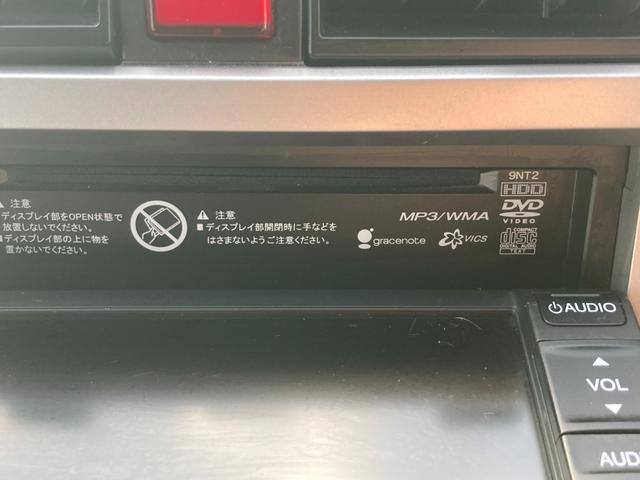 9NT2
HDD
注意
ディスプレイ部をOPEN状態で
放置しないでください。
■ディスプレイ部の上に物を
置かないでください。
注意
■ディスプレイ部開閉時に手などを
はさまないようご注意ください。
MP3/WMA
DVD
VIDEO
gracenote
VICS
COMPACT
disc
DIGITAL AUDIO
TEXT
AUDIO
VOL
AUD